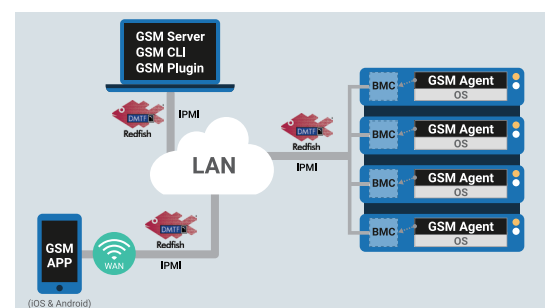 GSM Server
GSM CLI
GSM Plugin
DMTF
Redfish
IPMI
LAN
DMTF
Redfish
IPMI
BMC
GSM Agent
OS
BMC
GSM Agent
OS
BMC
GSM Agent
OS
BMC
GSM Agent
OS
GSM
APP
WAN
DMTF
Redfish
IPMI
(iOS & Android)